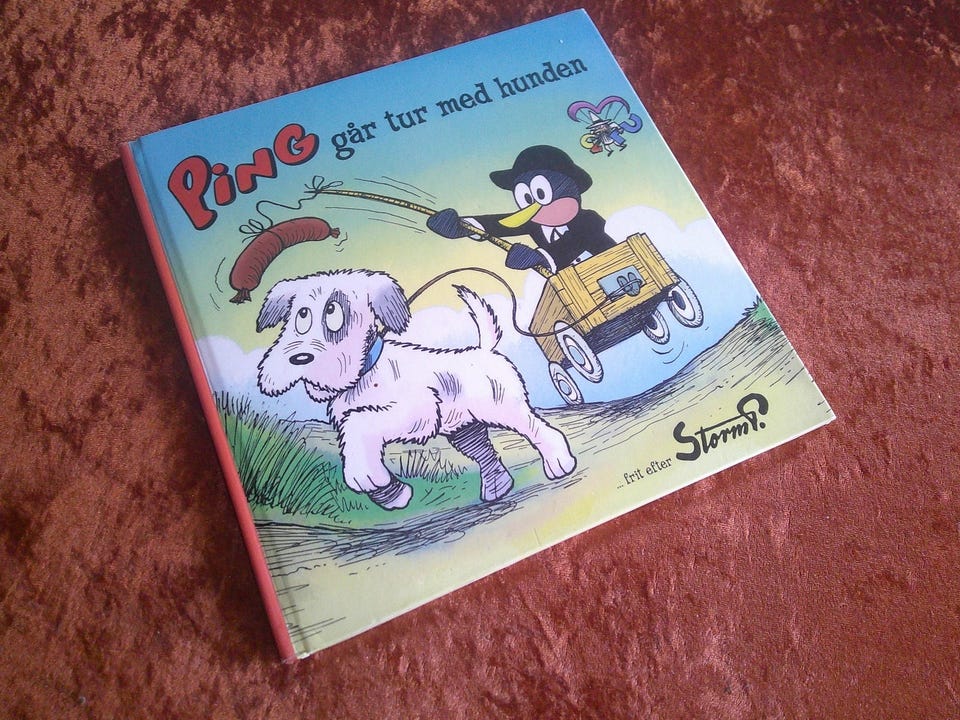 PiNG går tur med hunden
... frit efter Storm P.